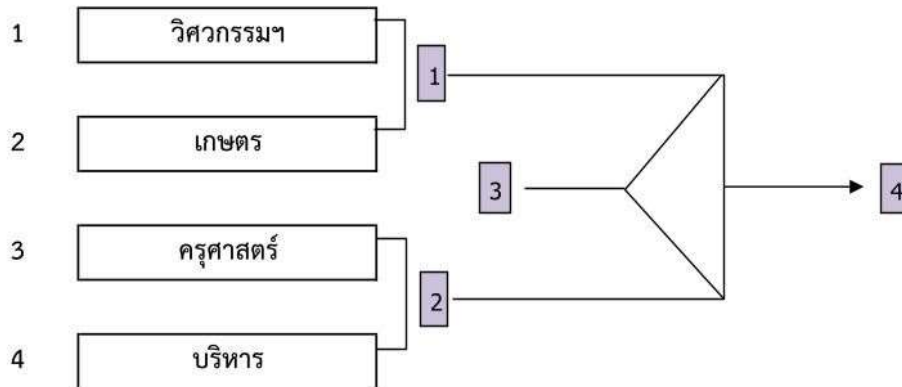 1 วิศวกรรมฯ
1
2 เกษตร
3
4
3 ครุศาสตร์
2
4 บริหาร